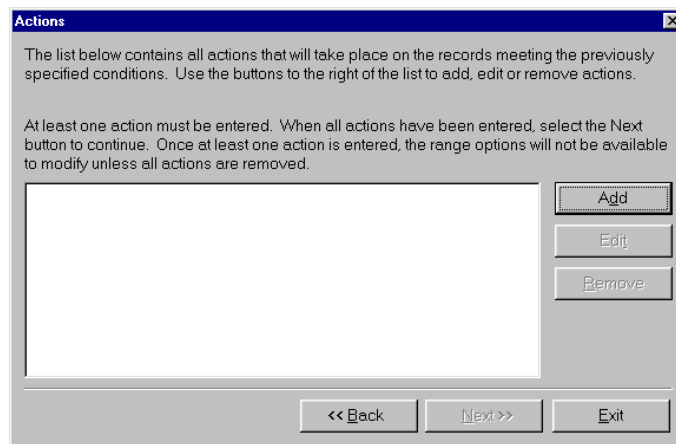 Actions
The list below contains all actions that will take place on the records meeting the previously
specified conditions.  Use the buttons to the right of the list to add, edit or remove actions.
At least one action must be entered.  When all actions have been entered, select the Next
button to continue.  Once at least one action is entered, the range options will not be available
to modify unless all actions are removed.
Add
Edit
Remove
<< Back
Next >>
Exit